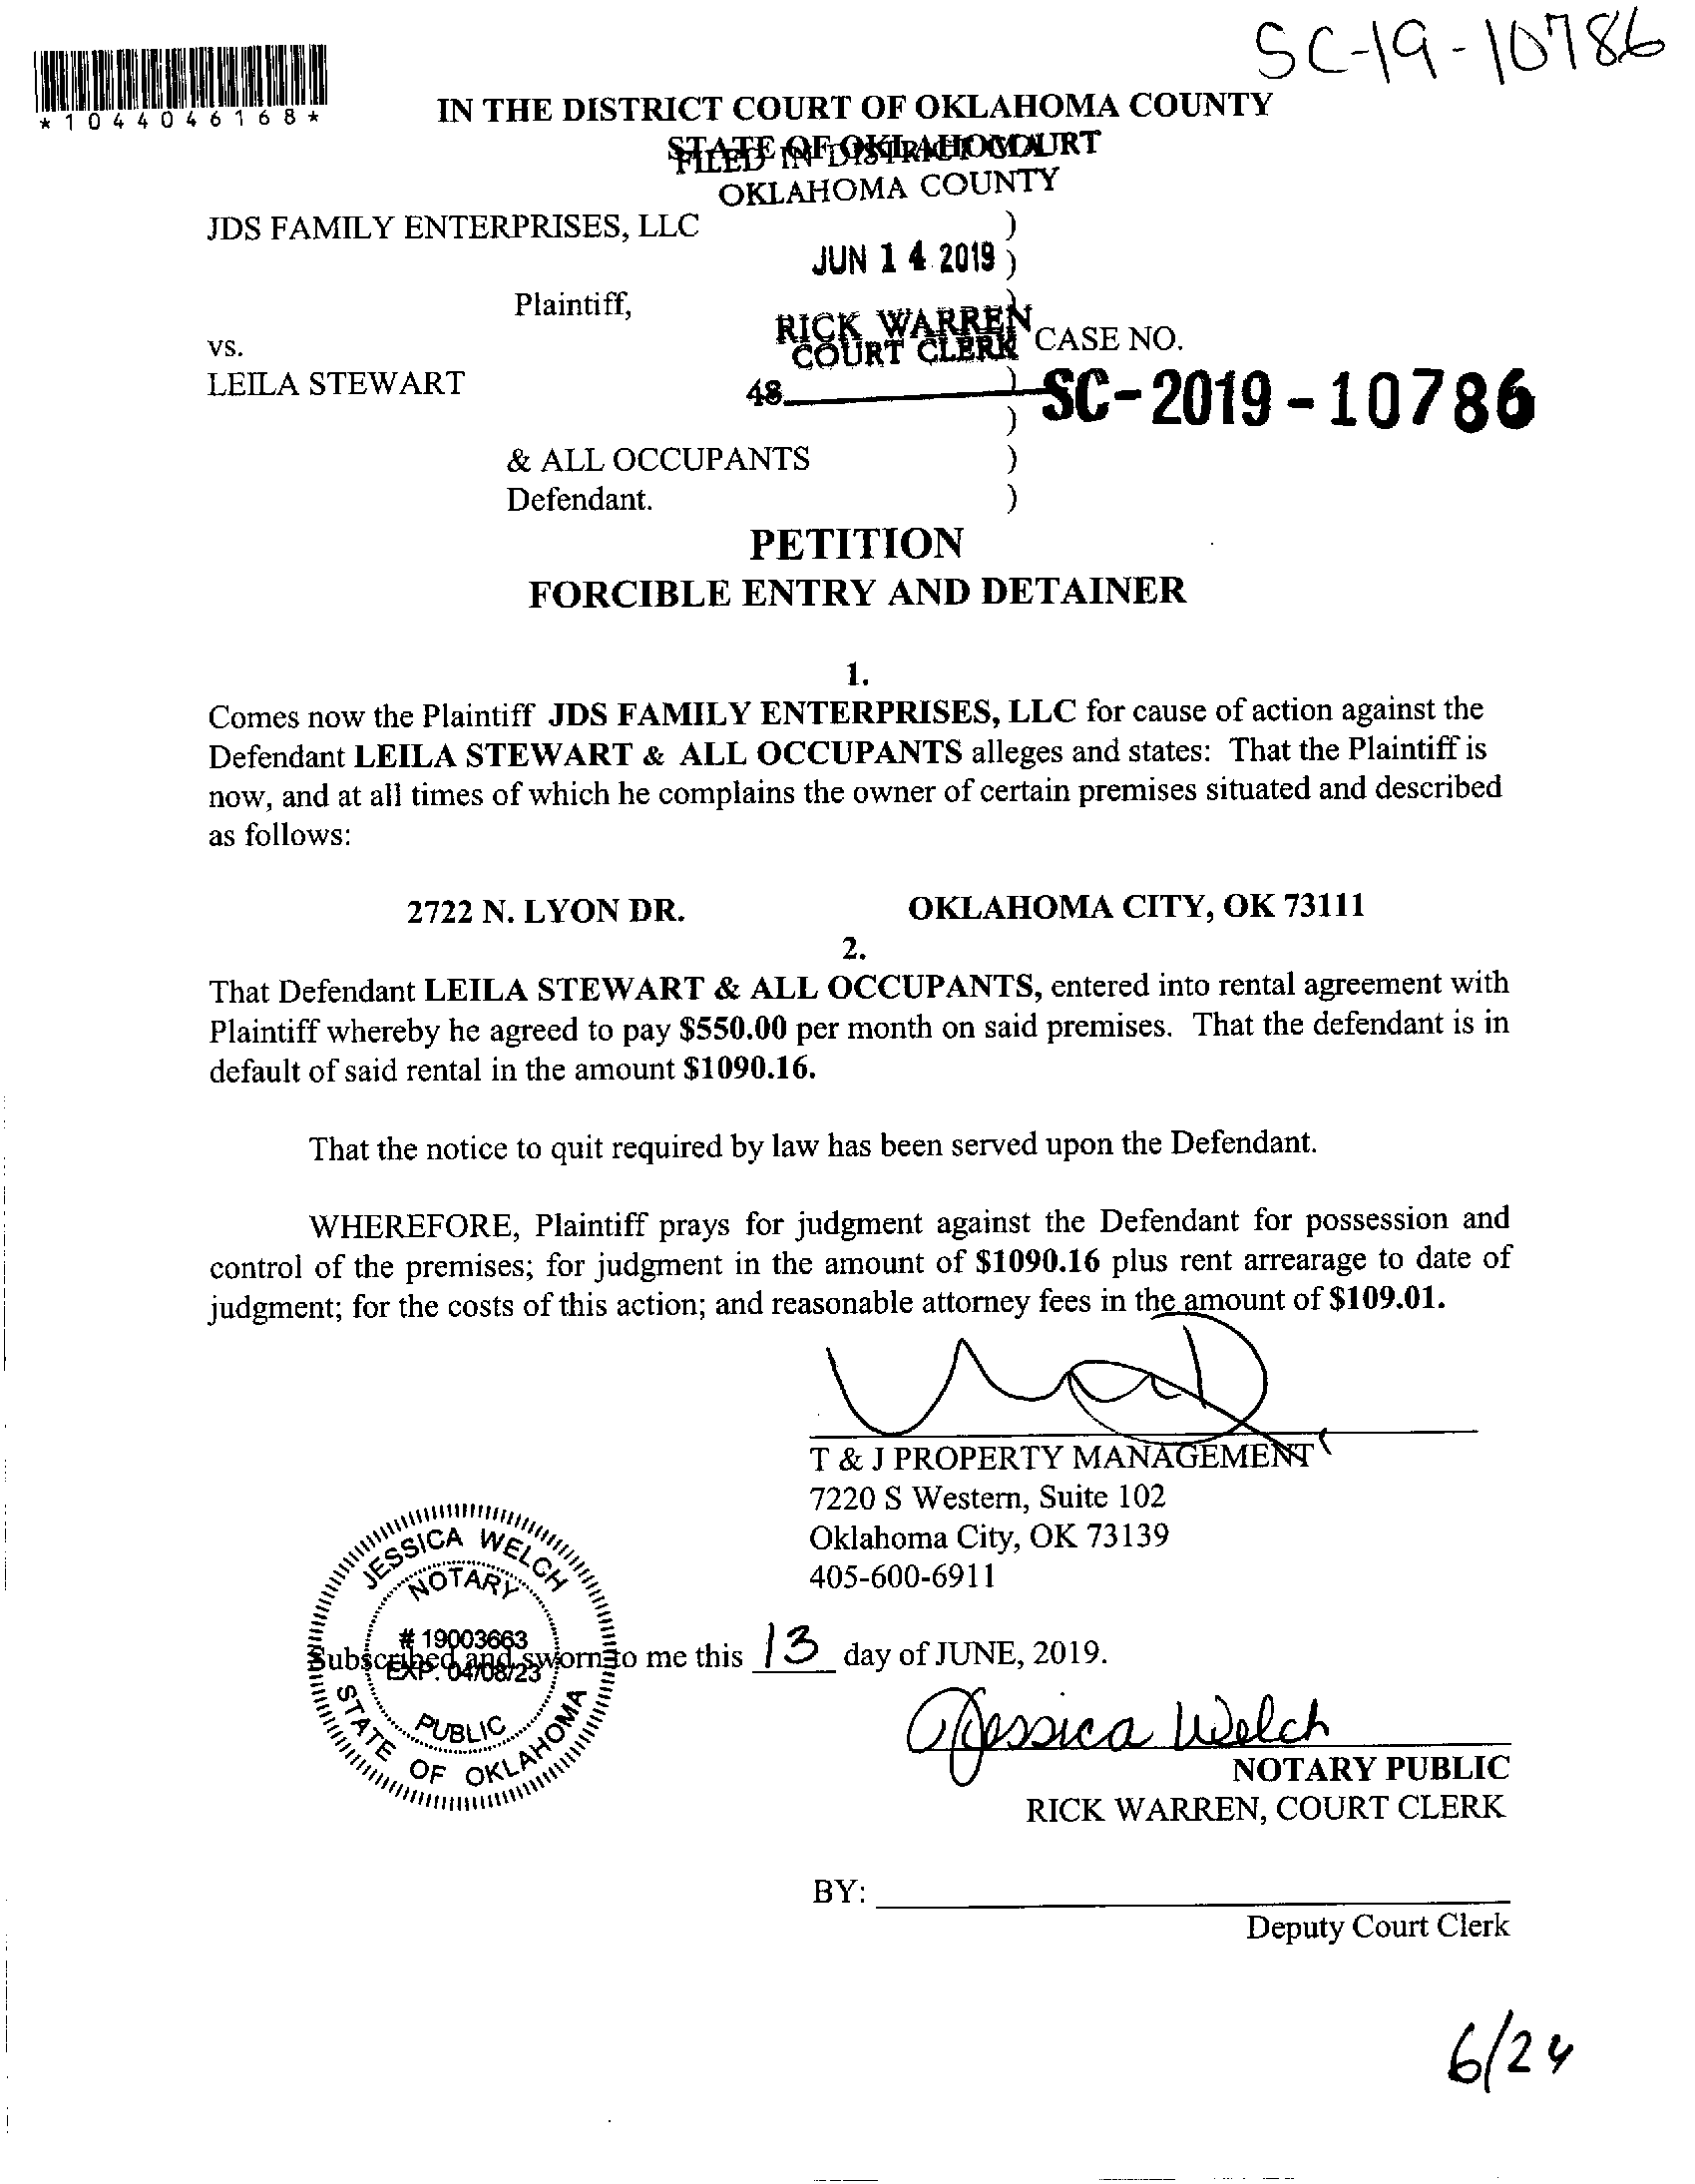 SC-19-10786
*1044046168*
IN THE DISTRICT COURT OF OKLAHOMA COUNTY
STATE OF OKLAHOMA
FILED IN DISTRICT COURT
OKLAHOMA COUNTY
JDS FAMILY ENTERPRISES, LLC )
JUN 14 2019 )
Plaintiff, )
RICK WARREN
COURT CLERK
vs. CASE NO.
LEILA STEWART )
48 SC-2019-10786
)
& ALL OCCUPANTS )
Defendant. )
PETITION
FORCIBLE ENTRY AND DETAINER
1.
Comes now the Plaintiff JDS FAMILY ENTERPRISES, LLC for cause of action against the
Defendant LEILA STEWART & ALL OCCUPANTS alleges and states: That the Plaintiff is
now, and at all times of which he complains the owner of certain premises situated and described
as follows:
2722 N. LYON DR. OKLAHOMA CITY, OK 73111
2.
That Defendant LEILA STEWART & ALL OCCUPANTS, entered into rental agreement with
Plaintiff whereby he agreed to pay $550.00 per month on said premises. That the defendant is in
default of said rental in the amount $1090.16.
That the notice to quit required by law has been served upon the Defendant.
WHEREFORE, Plaintiff prays for judgment against the Defendant for possession and
control of the premises; for judgment in the amount of $1090.16 plus rent arrearage to date of
judgment; for the costs of this action; and reasonable attorney fees in the amount of $109.01.
T & J PROPERTY MANAGEMENT
7220 S Western, Suite 102
Oklahoma City, OK 73139
405-600-6911
JESSICA WELCH
NOTARY
# 19003663
EXP. 04/08/23
PUBLIC
STATE OF OKLAHOMA
Subscribed and sworn to me this 13 day of JUNE, 2019.
Jessica Welch
NOTARY PUBLIC
RICK WARREN, COURT CLERK
BY:
Deputy Court Clerk
6/24